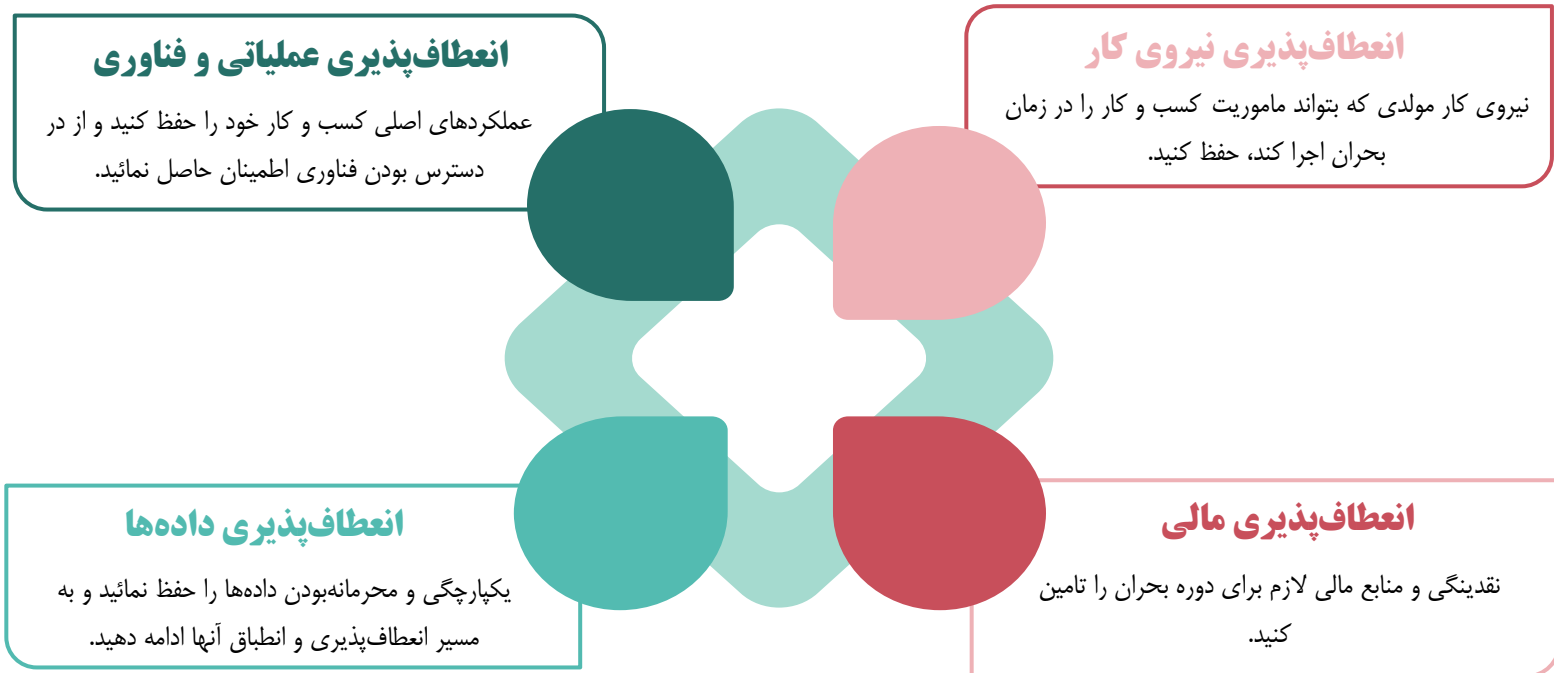 انعطاف‌پذیری نیروی کار
نیروی کار مولدی که بتواند ماموریت کسب و کار را در زمان
بحران اجرا کند، حفظ کنید.
انعطاف‌پذیری عملیاتی و فناوری
عملکردهای اصلی کسب و کار خود را حفظ کنید و از در
دسترس بودن فناوری اطمینان حاصل نمائید.
انعطاف‌پذیری مالی
نقدینگی و منابع مالی لازم برای دوره بحران را تامین
کنید.
انعطاف‌پذیری داده‌ها
یکپارچگی و محرمانه‌بودن داده‌ها را حفظ نمائید و به
مسیر انعطاف‌پذیری و انطباق آنها ادامه دهید.